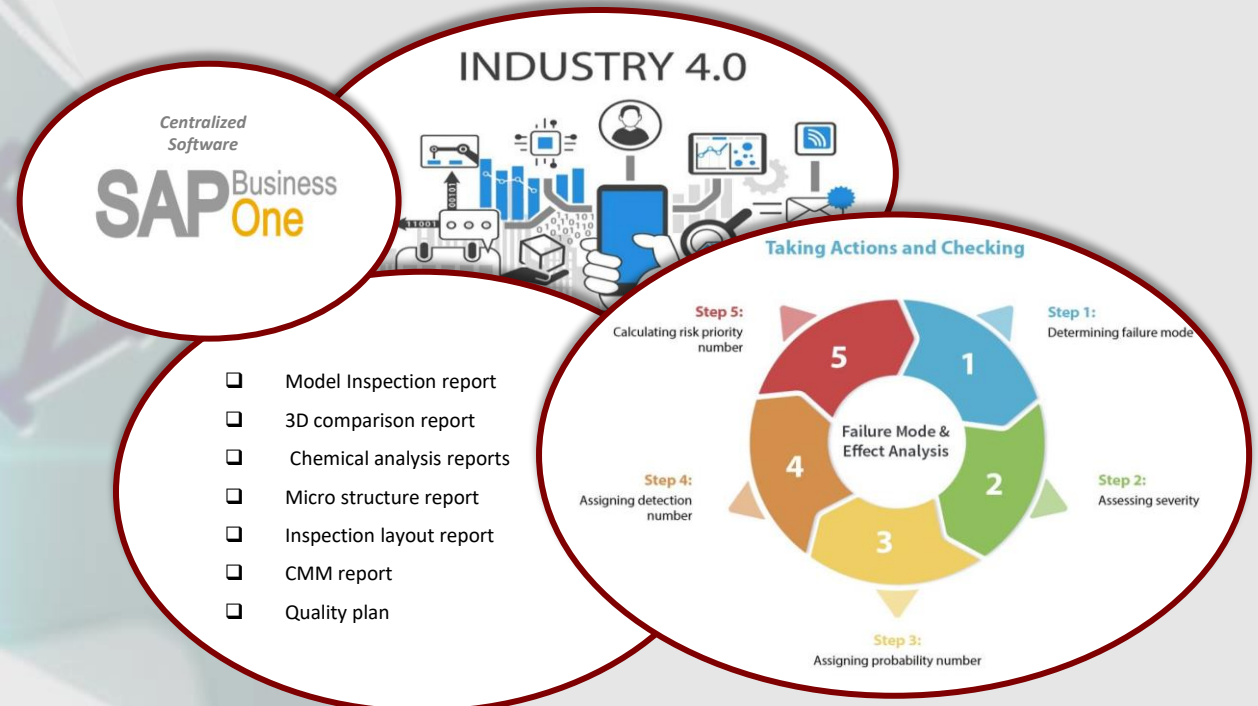 INDUSTRY 4.0
Centralized
Software
SAP Business
One
00101
11001
Model Inspection report
3D comparison report
Chemical analysis reports
Micro structure report
Inspection layout report
CMM report
Quality plan
Taking Actions and Checking
Step 1:
Determining failure mode
Step 2:
Assessing severity
Step 3:
Assigning probability number
Step 4:
Assigning detection
number
Step 5:
Calculating risk priority
number
1
2
3
4
5
Failure Mode &
Effect Analysis